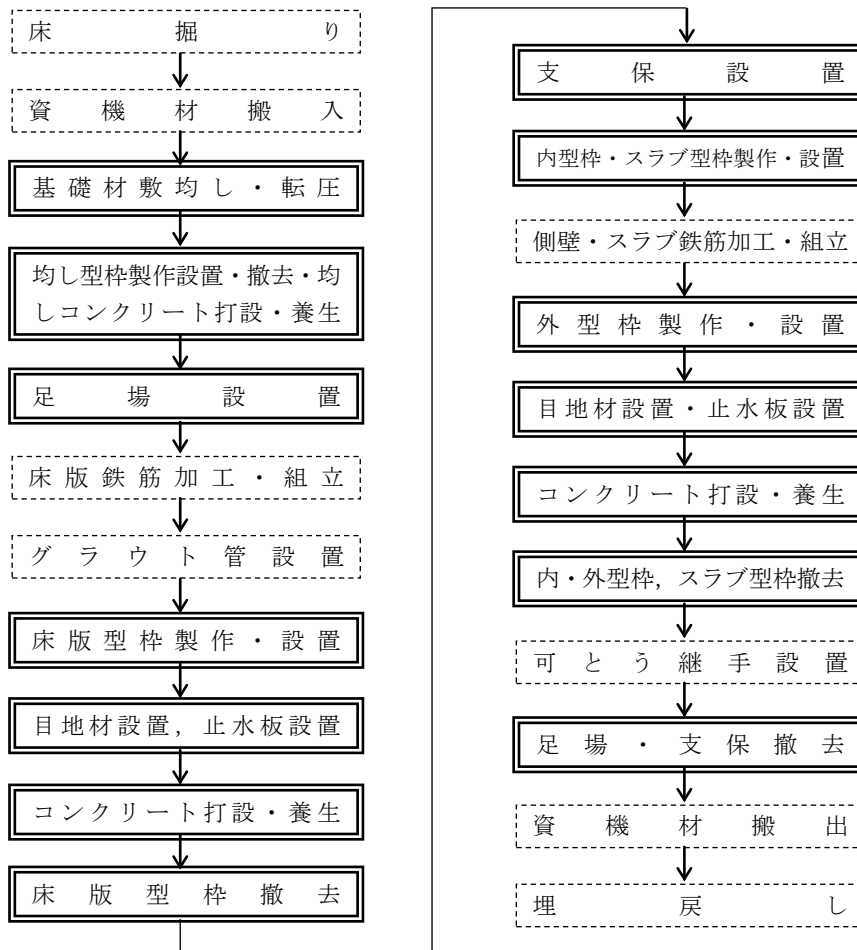 床掘り
資機材搬入
基礎材敷均し・転圧
均し型枠製作設置・撤去・均
しコンクリート打設・養生
足場設置
床版鉄筋加工・組立
グラウト管設置
床版型枠製作・設置
目地材設置，止水板設置
コンクリート打設・養生
床版型枠撤去
支保設置
内型枠・スラブ型枠製作・設置
側壁・スラブ鉄筋加工・組立
外型枠製作・設置
目地材設置・止水板設置
コンクリート打設・養生
内・外型枠，スラブ型枠撤去
可とう継手設置
足場・支保撤去
資機材搬出
埋戻し